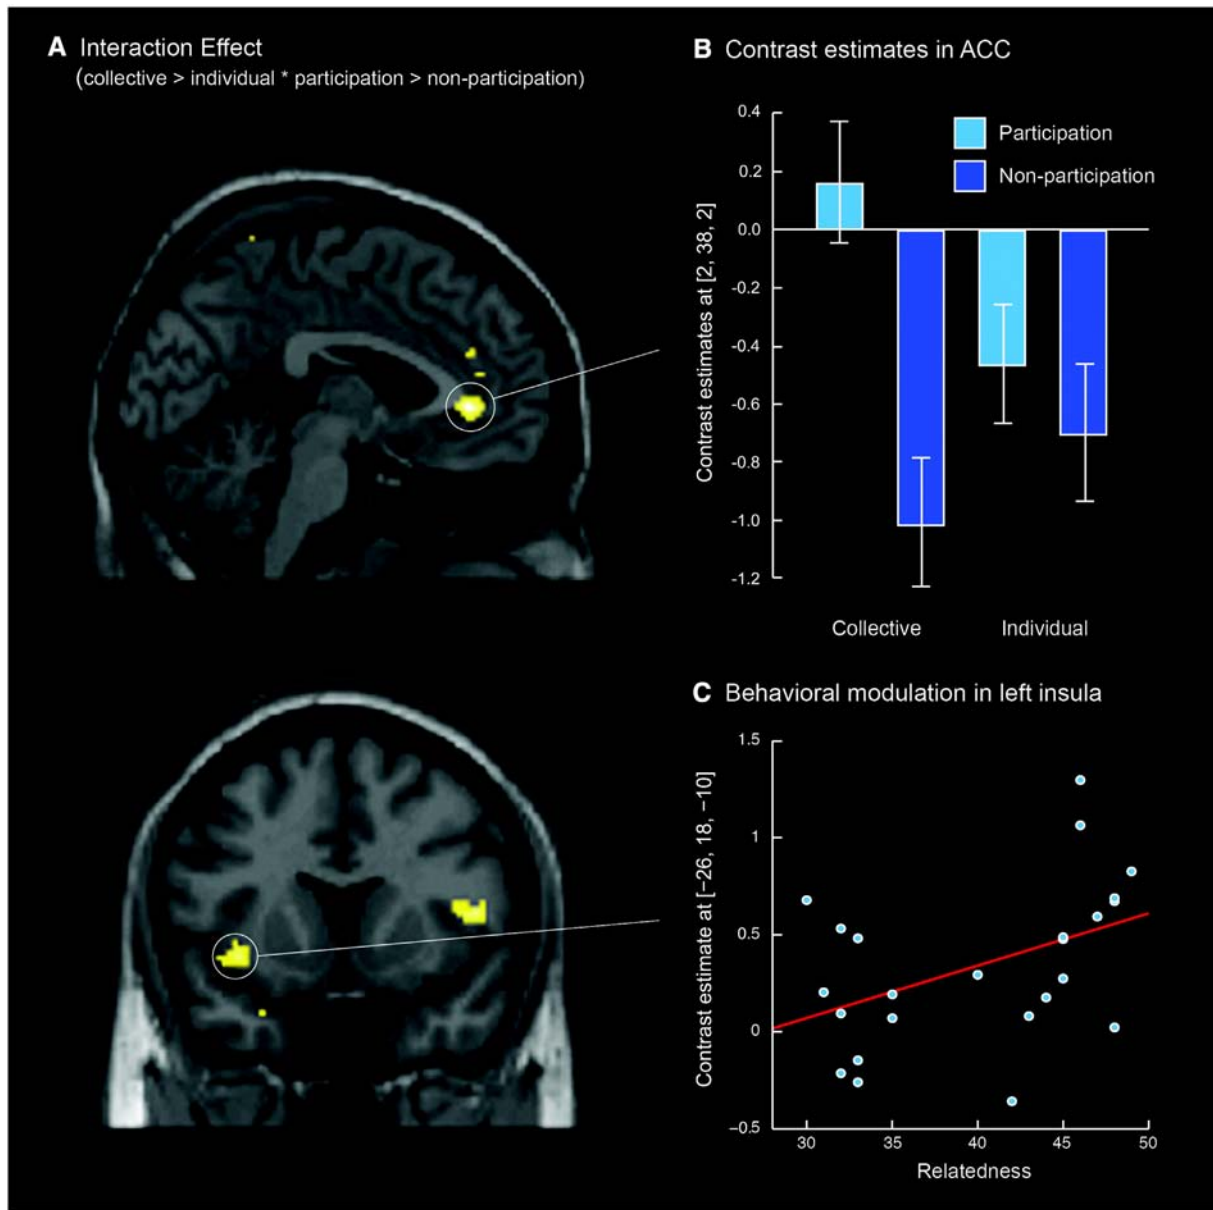 A Interaction Effect
(collective > individual * participation > non-participation)
B Contrast estimates in ACC
Contrast estimates at [2, 38, 2]
0.4
0.2
0.0
-0.2
-0.4
-0.6
-0.8
-1.0
-1.2
Participation
Non-participation
Collective
Individual
C Behavioral modulation in left insula
Contrast estimate at [−26, 18, −10]
1.5
1
0.5
0
−0.5
30
35
40
45
50
Relatedness